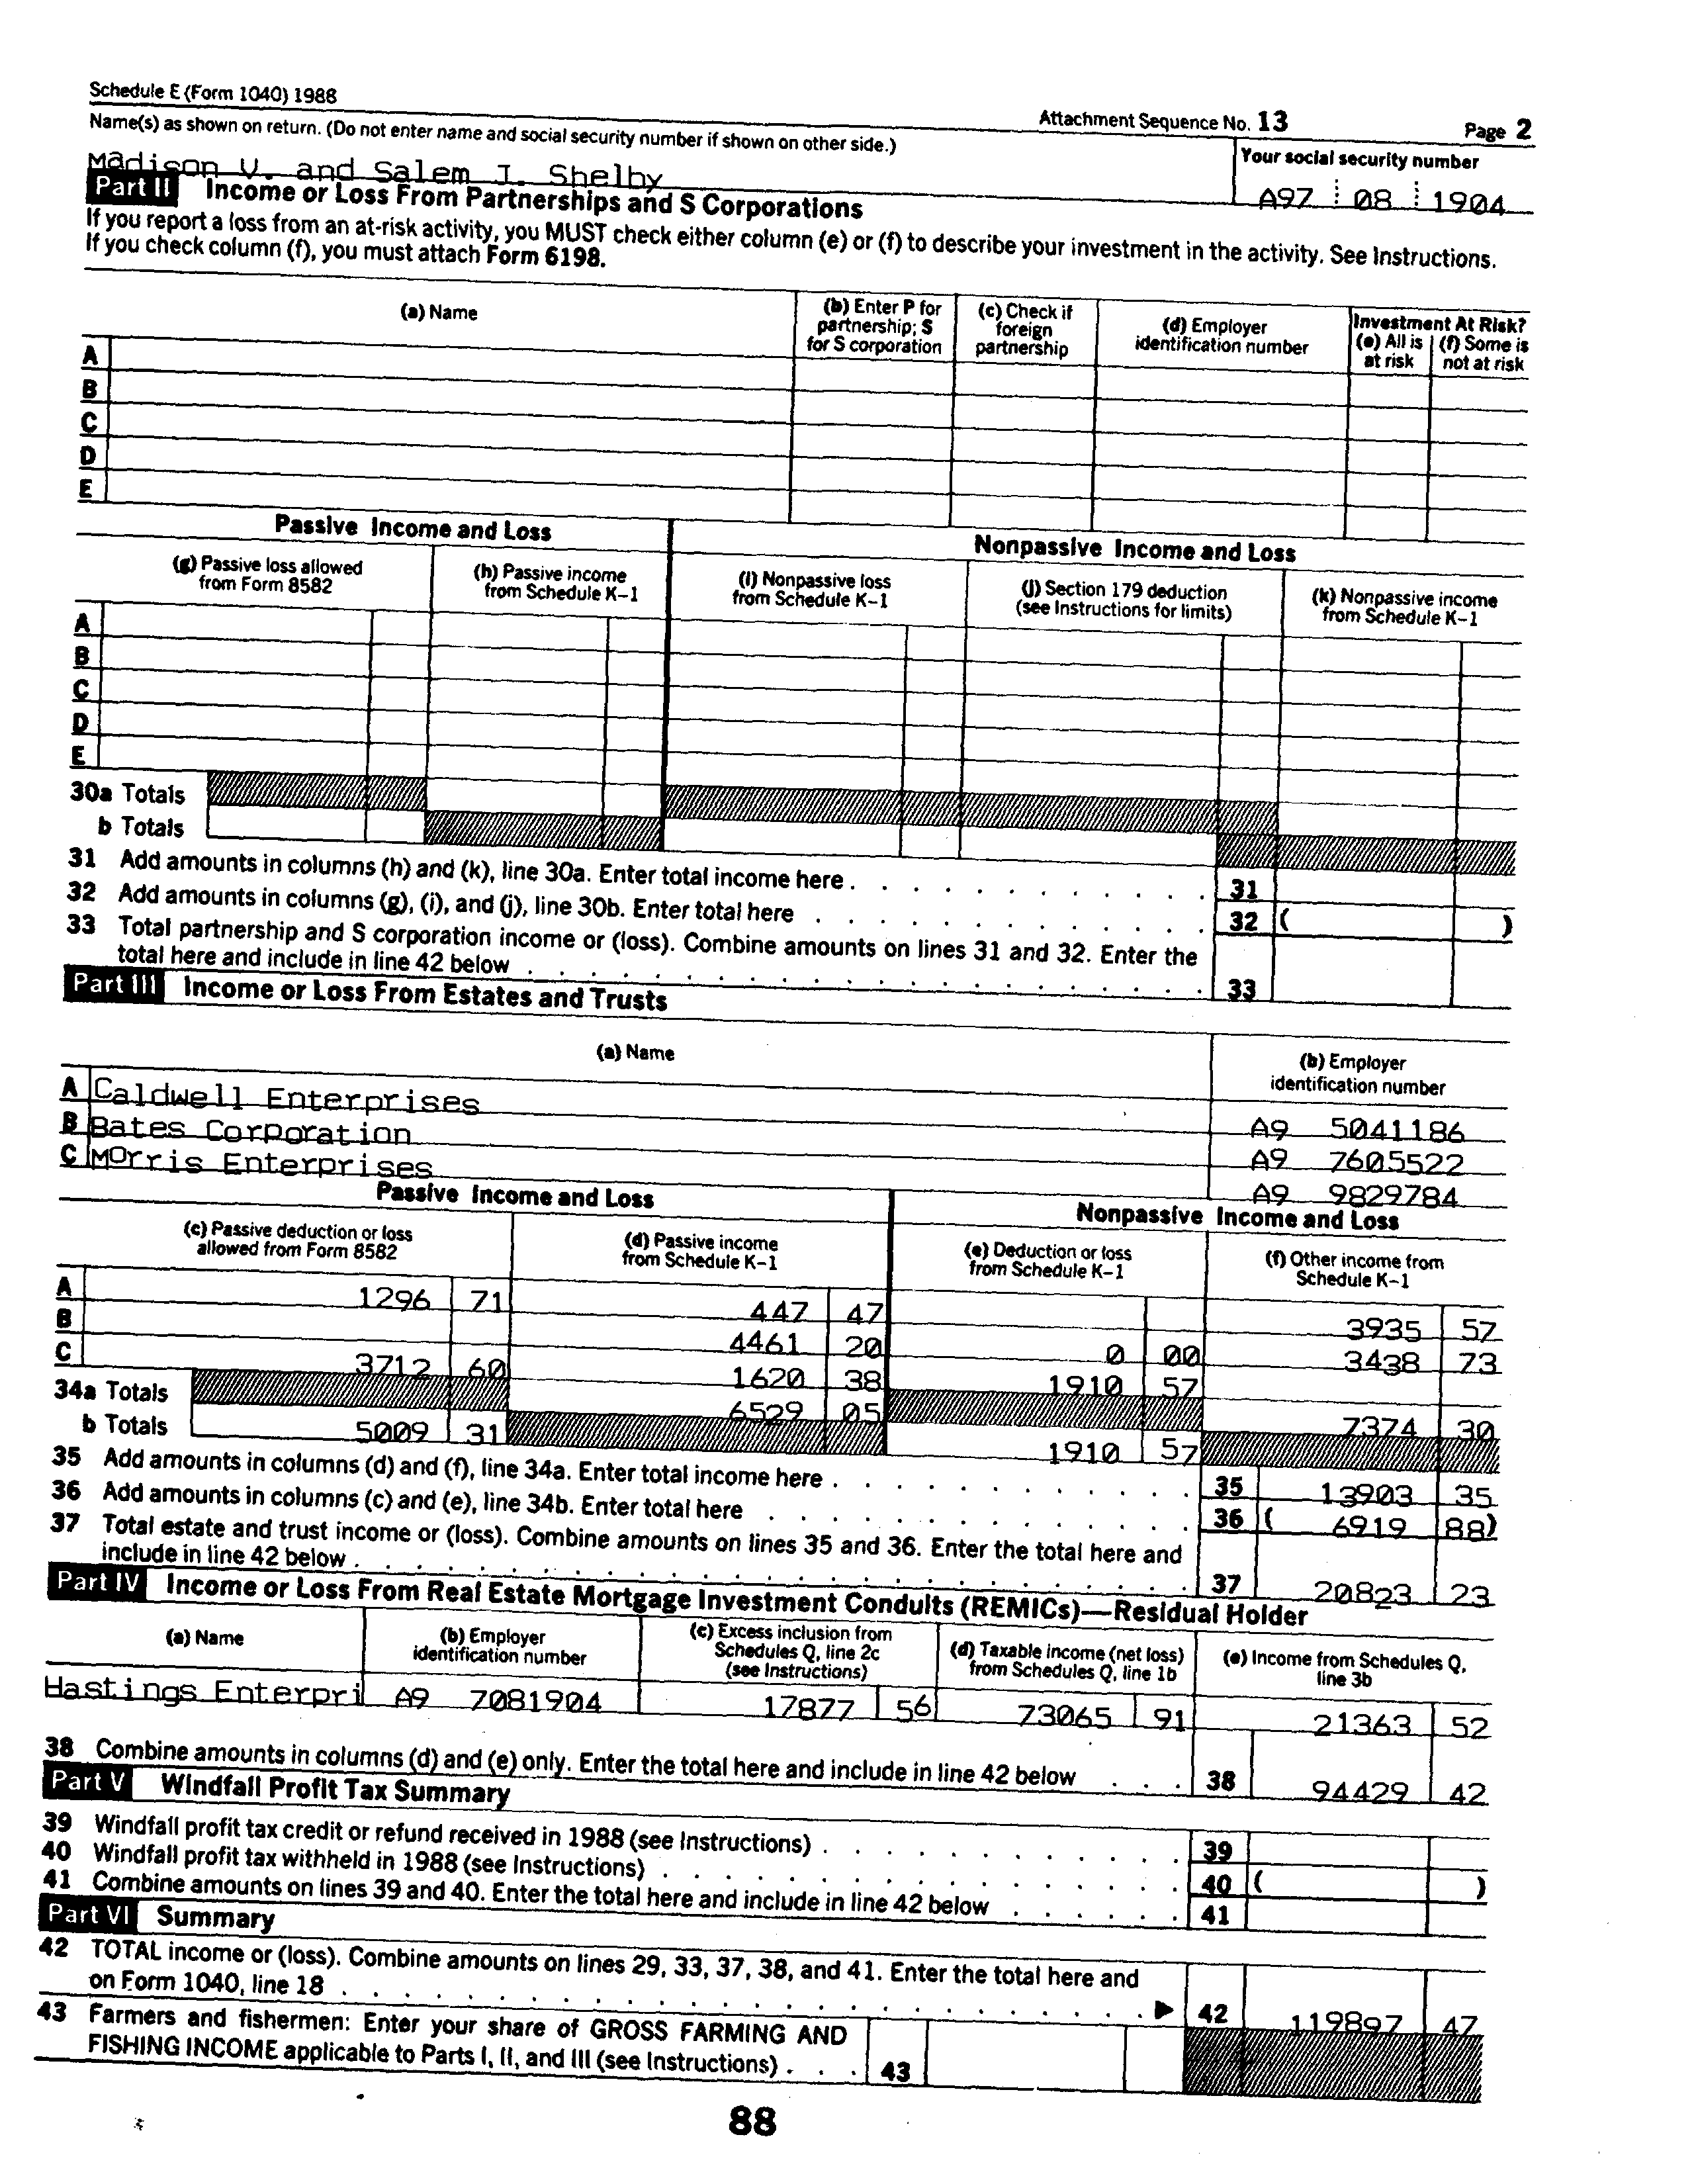 Schedule E (Form 1040) 1988
Attachment Sequence No. 13
Page 2
Name(s) as shown on return. (Do not enter name and social security number if shown on other side.)
Your social security number
Madison V. and Salem J. Shelby
A97 08 1904
Part II Income or Loss From Partnerships and S Corporations
If you report a loss from an at-risk activity, you MUST check either column (e) or (f) to describe your investment in the activity. See Instructions.
If you check column (f), you must attach Form 6198.
(a) Name
(b) Enter P for partnership; S for S corporation
(c) Check if foreign partnership
(d) Employer identification number
Investment At Risk?
(e) All is at risk
(f) Some is not at risk
A
B
C
D
E
Passive Income and Loss
Nonpassive Income and Loss
(g) Passive loss allowed from Form 8582
(h) Passive income from Schedule K–1
(i) Nonpassive loss from Schedule K–1
(j) Section 179 deduction (see Instructions for limits)
(k) Nonpassive income from Schedule K–1
A
B
C
D
E
30a Totals
b Totals
31 Add amounts in columns (h) and (k), line 30a. Enter total income here . . . 31
32 Add amounts in columns (g), (i), and (j), line 30b. Enter total here . . . 32 ( )
33 Total partnership and S corporation income or (loss). Combine amounts on lines 31 and 32. Enter the
total here and include in line 42 below . . . 33
Part III Income or Loss From Estates and Trusts
(a) Name
(b) Employer identification number
A Caldwell Enterprises A9 5041186
B Bates Corporation A9 7605522
C Morris Enterprises A9 9829784
Passive Income and Loss
Nonpassive Income and Loss
(c) Passive deduction or loss allowed from Form 8582
(d) Passive income from Schedule K–1
(e) Deduction or loss from Schedule K–1
(f) Other income from Schedule K–1
A 1296 71 447 47 3935 57
B 4461 20 0 00 3438 73
C 3712 60 1620 38 1910 57
34a Totals 6529 05 7374 30
b Totals 5009 31 1910 57
35 Add amounts in columns (d) and (f), line 34a. Enter total income here . . . 35 13903 35
36 Add amounts in columns (c) and (e), line 34b. Enter total here . . . 36 ( 6919 88)
37 Total estate and trust income or (loss). Combine amounts on lines 35 and 36. Enter the total here and
include in line 42 below . . . 37 20823 23
Part IV Income or Loss From Real Estate Mortgage Investment Conduits (REMICs)—Residual Holder
(a) Name
(b) Employer identification number
(c) Excess inclusion from Schedules Q, line 2c (see Instructions)
(d) Taxable income (net loss) from Schedules Q, line 1b
(e) Income from Schedules Q, line 3b
Hastings Enterpri A9 7081904 17877 56 73065 91 21363 52
38 Combine amounts in columns (d) and (e) only. Enter the total here and include in line 42 below . . . 38 94429 42
Part V Windfall Profit Tax Summary
39 Windfall profit tax credit or refund received in 1988 (see Instructions) . . . 39
40 Windfall profit tax withheld in 1988 (see Instructions) . . . 40 ( )
41 Combine amounts on lines 39 and 40. Enter the total here and include in line 42 below . . . 41
Part VI Summary
42 TOTAL income or (loss). Combine amounts on lines 29, 33, 37, 38, and 41. Enter the total here and
on Form 1040, line 18 . . . ▶ 42 119897 47
43 Farmers and fishermen: Enter your share of GROSS FARMING AND
FISHING INCOME applicable to Parts I, II, and III (see Instructions) . . . 43
88